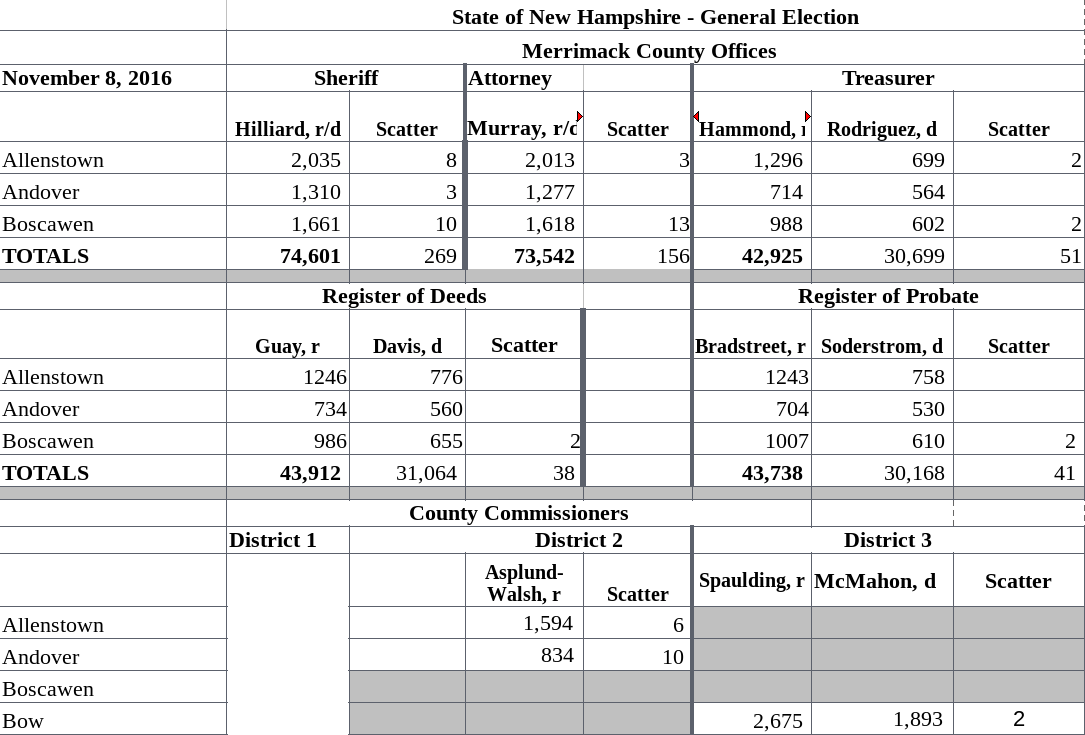 State of New Hampshire - General Election
Merrimack County Offices
November 8, 2016 Sheriff Attorney Treasurer
Hilliard, r/d Scatter Murray, r/d Scatter Hammond, r Rodriguez, d Scatter
Allenstown 2,035 8 2,013 3 1,296 699 2
Andover 1,310 3 1,277 714 564
Boscawen 1,661 10 1,618 13 988 602 2
TOTALS 74,601 269 73,542 156 42,925 30,699 51
Register of Deeds Register of Probate
Guay, r Davis, d Scatter Bradstreet, r Soderstrom, d Scatter
Allenstown 1246 776 1243 758
Andover 734 560 704 530
Boscawen 986 655 2 1007 610 2
TOTALS 43,912 31,064 38 43,738 30,168 41
County Commissioners
District 1 District 2 District 3
Asplund-
Walsh, r Scatter Spaulding, r McMahon, d Scatter
Allenstown 1,594 6
Andover 834 10
Boscawen
Bow 2,675 1,893 2